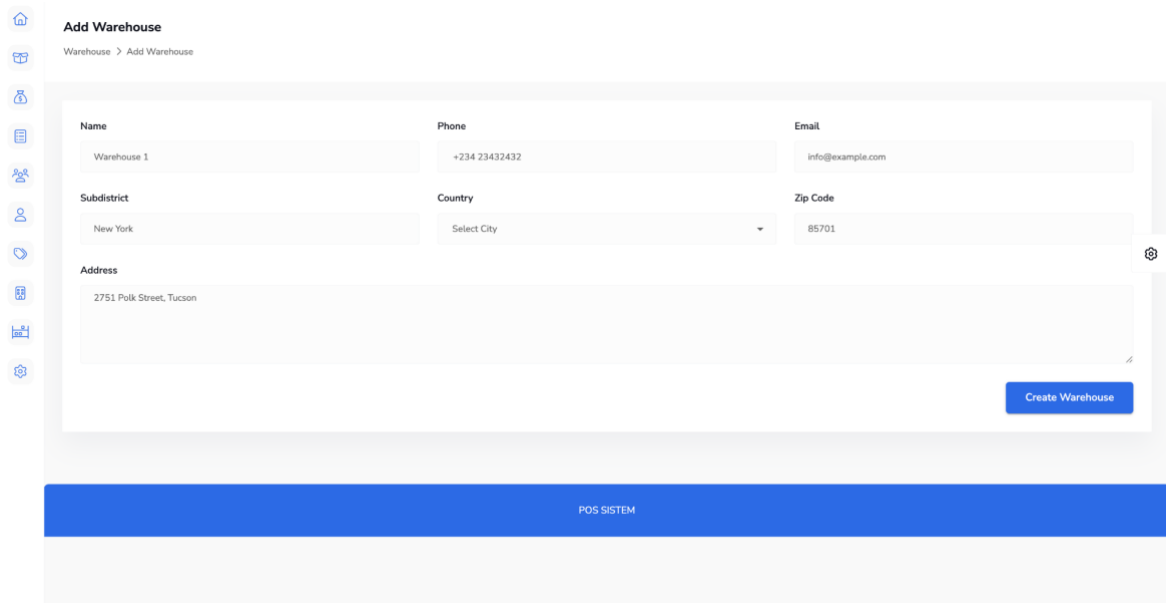 Add Warehouse
Warehouse > Add Warehouse
Name
Phone
Email
Warehouse 1
+234 23432432
info@example.com
Subdistrict
Country
Zip Code
New York
Select City
85701
Address
2751 Polk Street, Tucson
Create Warehouse
POS SISTEM